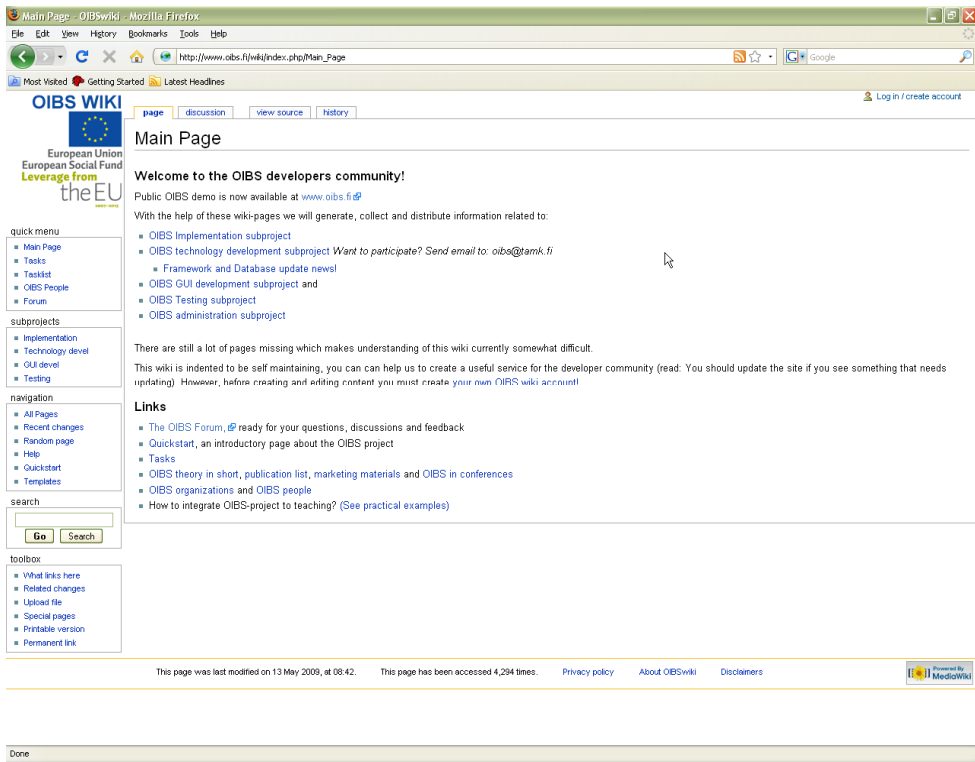 Main Page - OIBSwiki - Mozilla Firefox
File Edit View History Bookmarks Tools Help
http://www.oibs.fi/wiki/index.php/Main_Page
G Google
Most Visited Getting Started Latest Headlines
Log in / create account
OIBS WIKI
European Union
European Social Fund
Leverage from
the EU
2007-2013
page discussion view source history
Main Page
Welcome to the OIBS developers community!
Public OIBS demo is now available at www.oibs.fi
With the help of these wiki-pages we will generate, collect and distribute information related to:
OIBS Implementation subproject
OIBS technology development subproject Want to participate? Send email to: oibs@tamk.fi
Framework and Database update news!
OIBS GUI development subproject and
OIBS Testing subproject
OIBS administration subproject
There are still a lot of pages missing which makes understanding of this wiki currently somewhat difficult.
This wiki is indented to be self maintaining, you can can help us to create a useful service for the developer community (read: You should update the site if you see something that needs
updating). However, before creating and editing content you must create your own OIBS wiki account!
Links
The OIBS Forum, ready for your questions, discussions and feedback
Quickstart, an introductory page about the OIBS project
Tasks
OIBS theory in short, publication list, marketing materials and OIBS in conferences
OIBS organizations and OIBS people
How to integrate OIBS-project to teaching? (See practical examples)
quick menu
Main Page
Tasks
Tasklist
OIBS People
Forum
subprojects
Implementation
Technology devel
GUI devel
Testing
navigation
All Pages
Recent changes
Random page
Help
Quickstart
Templates
search
Go Search
toolbox
What links here
Related changes
Upload file
Special pages
Printable version
Permanent link
This page was last modified on 13 May 2009, at 08:42. This page has been accessed 4,294 times. Privacy policy About OIBSwiki Disclaimers
Powered By
MediaWiki
Done